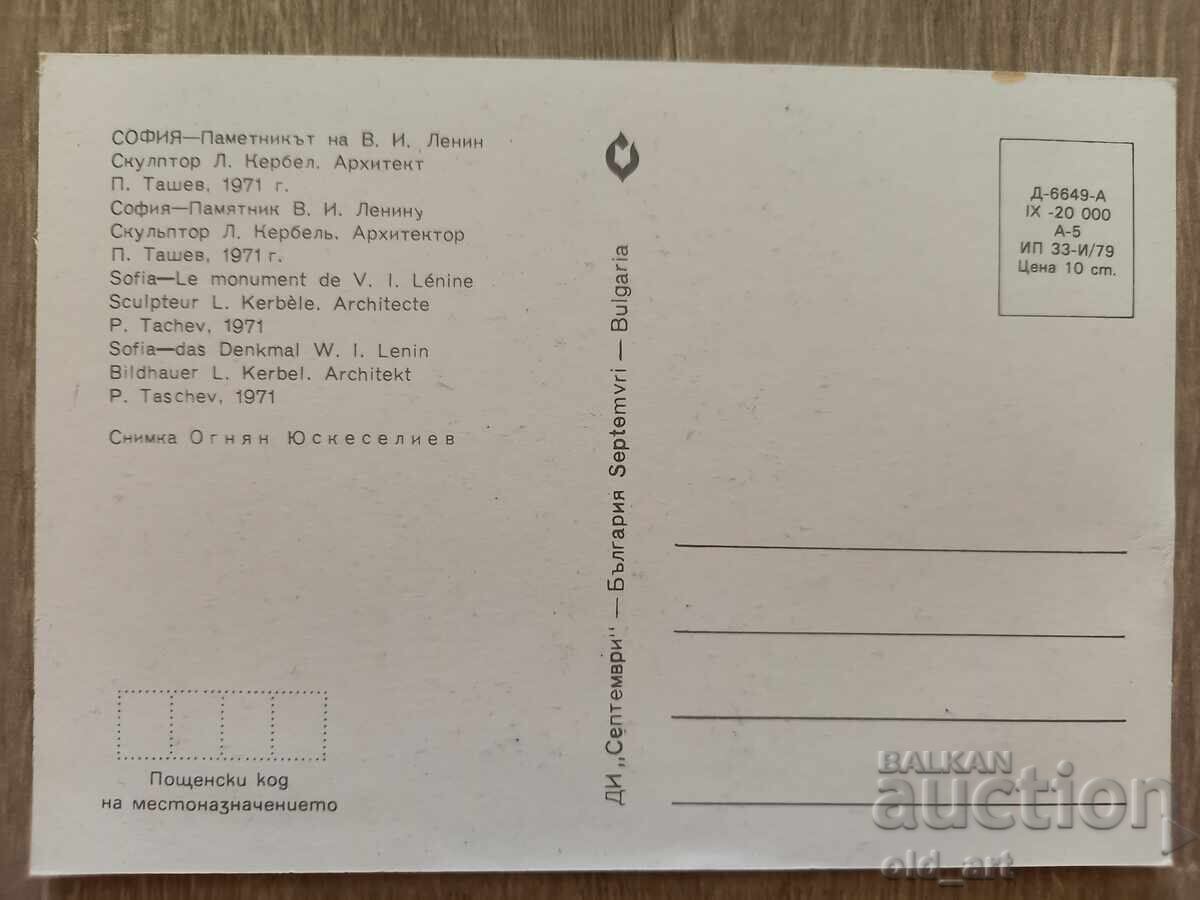 СОФИЯ—Паметникът на В. И. Ленин
Скулптор Л. Кербел. Архитект
П. Ташев, 1971 г.
София—Памятник В. И. Ленину
Скульптор Л. Кербель. Архитектор
П. Ташев, 1971 г.
Sofia—Le monument de V. I. Lénine
Sculpteur L. Kerbèle. Architecte
P. Tachev, 1971
Sofia—das Denkmal W. I. Lenin
Bildhauer L. Kerbel. Architekt
P. Taschev, 1971
Снимка Огнян Юскеселиев
Пощенски код
на местоназначението
ДИ „Септември" — България Septemvri — Bulgaria
Д-6649-А
IX -20 000
А-5
ИП 33-И/79
Цена 10 ст.
BALKAN
auction
old_art